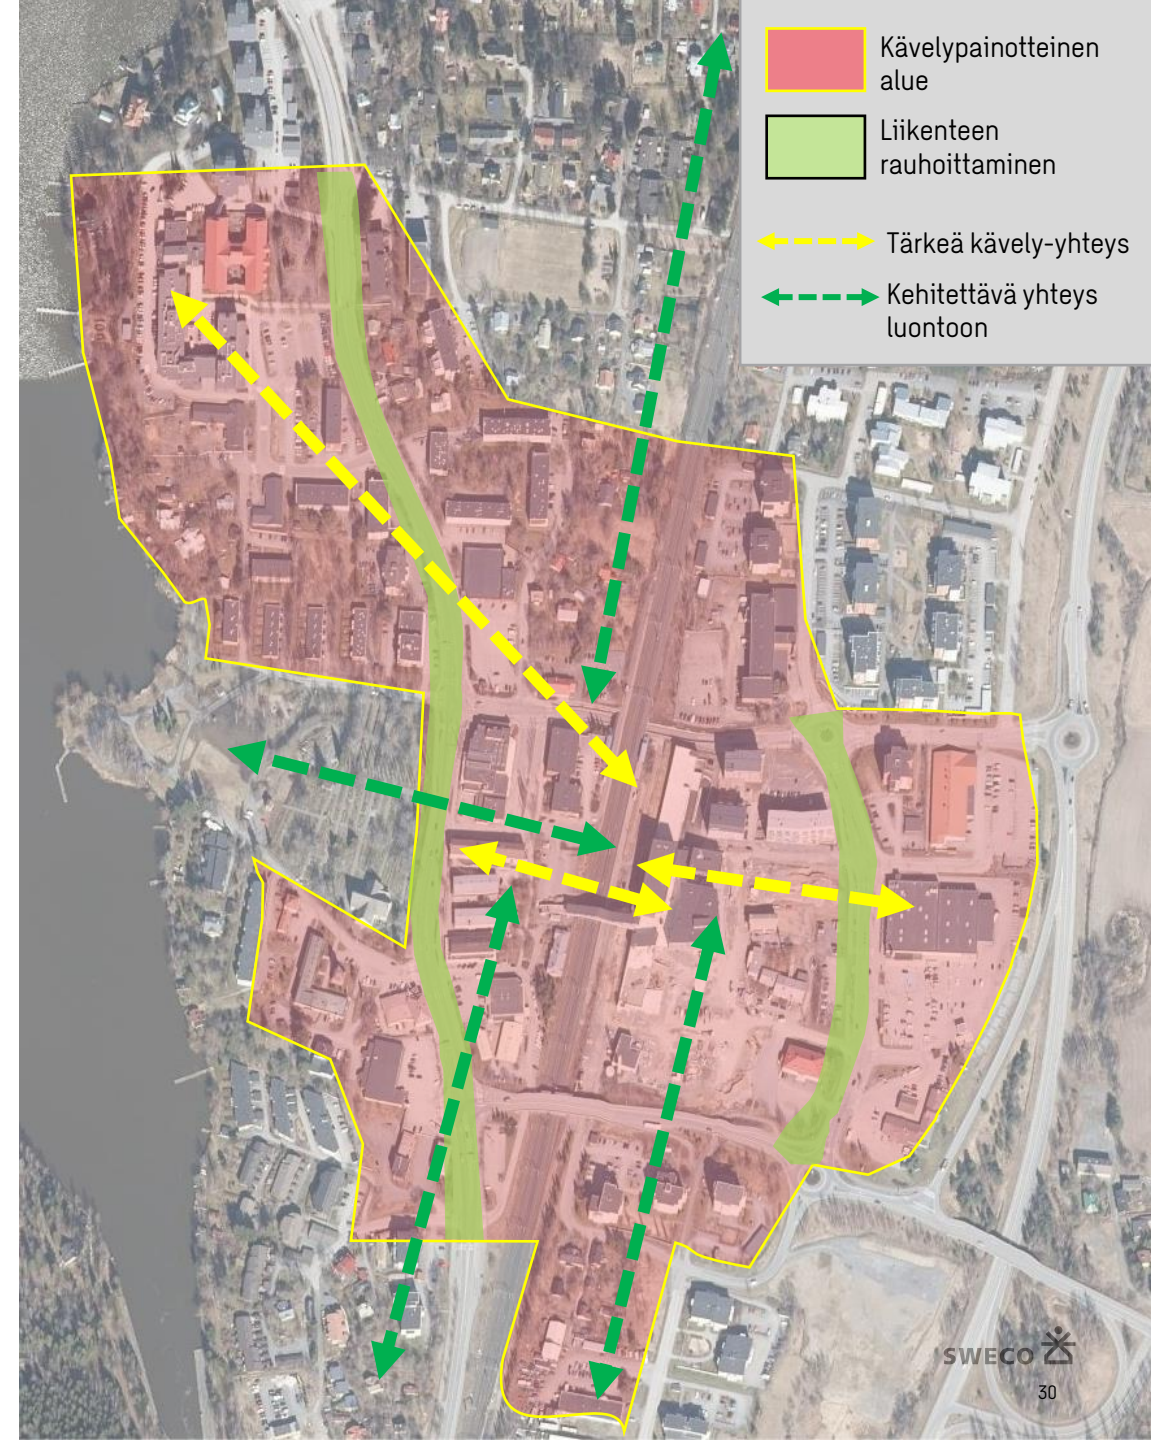 Kävelypainotteinen
alue
Liikenteen
rauhoittaminen
Tärkeä kävely-yhteys
Kehitettävä yhteys
luontoon
SWECO
30